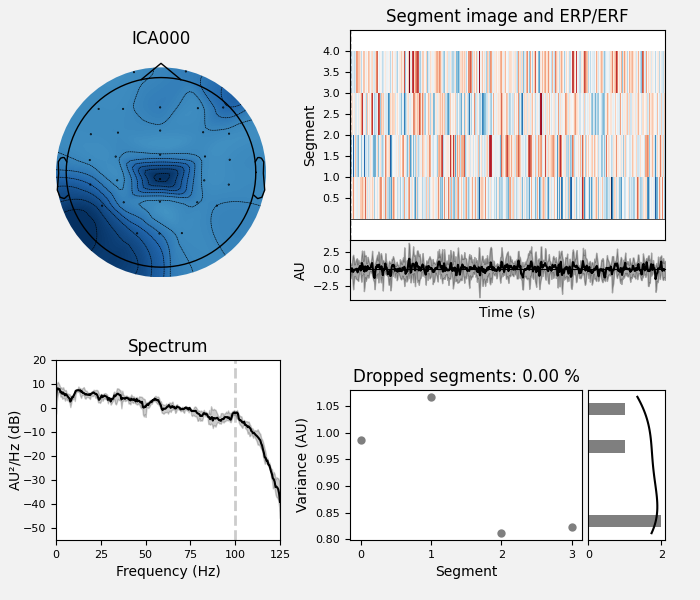 ICA000
Segment image and ERP/ERF
Segment
4.0
3.5
3.0
2.5
2.0
1.5
1.0
0.5
AU
2.5
0.0
−2.5
Time (s)
Spectrum
AU²/Hz (dB)
20
10
0
−10
−20
−30
−40
−50
0 25 50 75 100 125
Frequency (Hz)
Dropped segments: 0.00 %
Variance (AU)
1.05
1.00
0.95
0.90
0.85
0.80
0 1 2 3
Segment
0 2